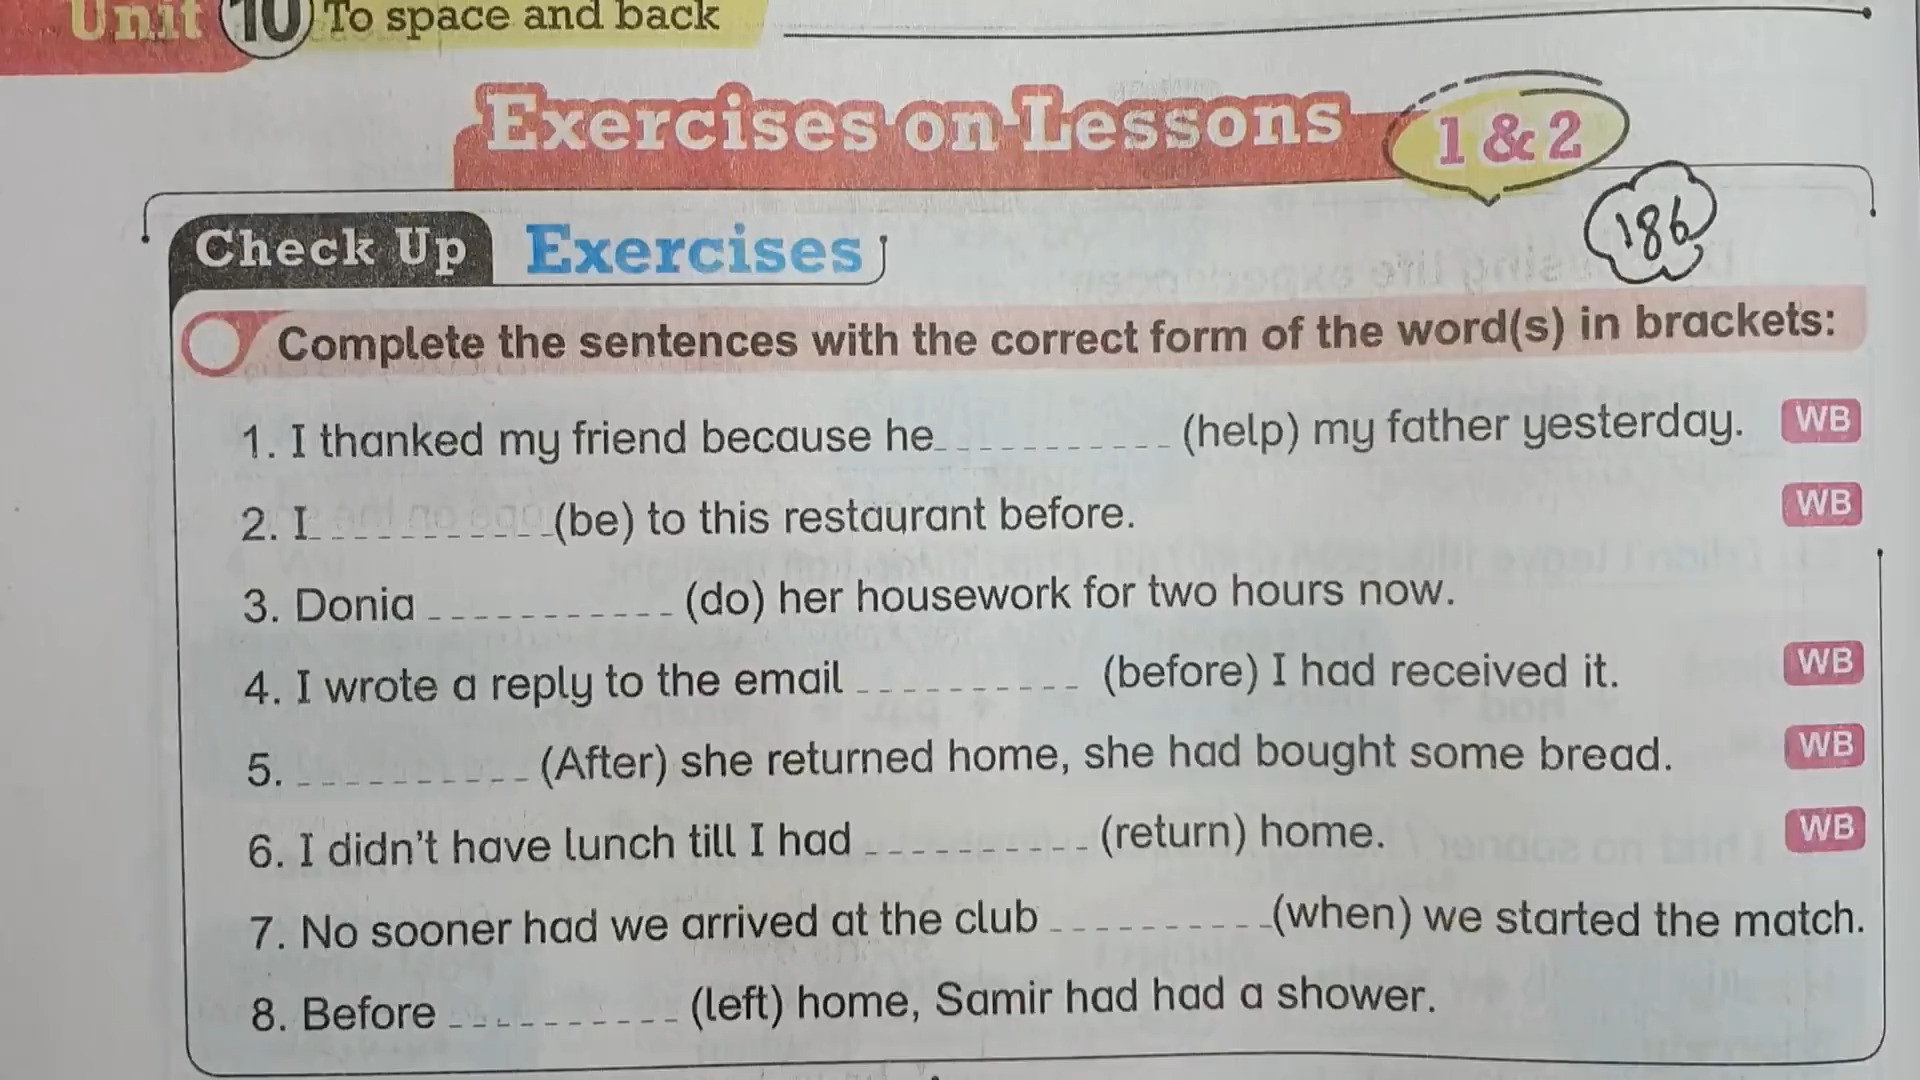 Unit 10 To space and back
Exercises on Lessons 1 & 2
186
Check Up Exercises
Complete the sentences with the correct form of the word(s) in brackets:
1. I thanked my friend because he__________ (help) my father yesterday. WB
2. I__________(be) to this restaurant before. WB
3. Donia __________ (do) her housework for two hours now.
4. I wrote a reply to the email __________ (before) I had received it. WB
5. __________ (After) she returned home, she had bought some bread. WB
6. I didn't have lunch till I had __________ (return) home. WB
7. No sooner had we arrived at the club __________(when) we started the match.
8. Before __________ (left) home, Samir had had a shower.